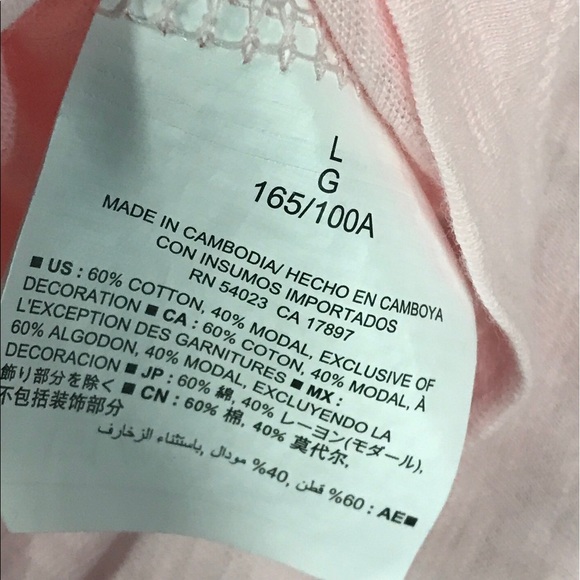 L
G
165/100A
MADE IN CAMBODIA/ HECHO EN CAMBOYA
CON INSUMOS IMPORTADOS
RN 54023 CA 17897
■ US : 60% COTTON, 40% MODAL, EXCLUSIVE OF
DECORATION ■ CA : 60% COTON, 40% MODAL, À
L'EXCEPTION DES GARNITURES ■ MX :
60% ALGODON, 40% MODAL, EXCLUYENDO LA
DECORACION ■ JP : 60% 綿, 40% レーヨン(モダール),
飾り部分を除く ■ CN : 60% 棉, 40% 莫代尔,
不包括装饰部分
■AE : 60% قطن, 40% مودال, باستثناء الزخارف